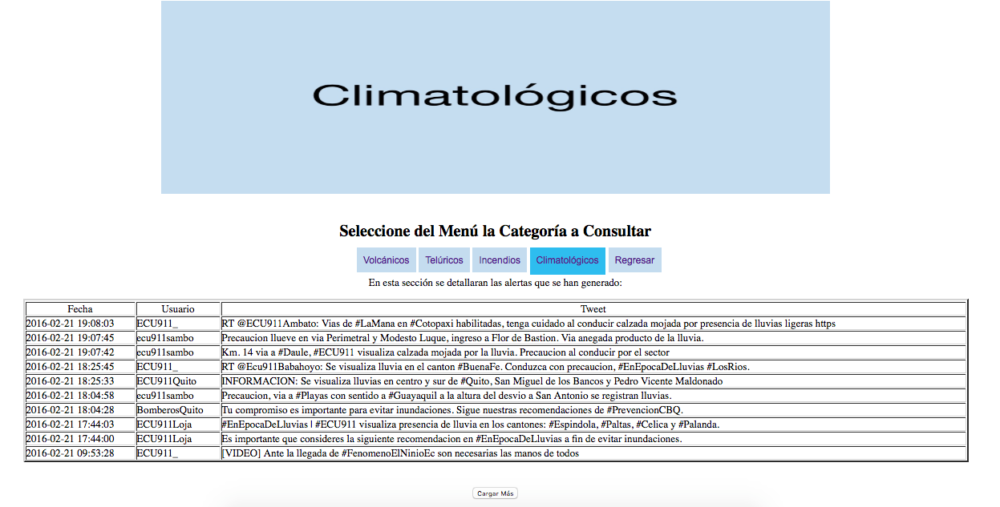 Climatológicos
Seleccione del Menú la Categoría a Consultar
Volcánicos Telúricos Incendios Climatológicos Regresar
En esta sección se detallaran las alertas que se han generado:
Fecha Usuario Tweet
2016-02-21 19:08:03 ECU911_ RT @ECU911Ambato: Vias de #LaMana en #Cotopaxi habilitadas, tenga cuidado al conducir calzada mojada por presencia de lluvias ligeras https
2016-02-21 19:07:45 ecu911sambo Precaucion llueve en via Perimetral y Modesto Luque, ingreso a Flor de Bastion. Via anegada producto de la lluvia.
2016-02-21 19:07:42 ecu911sambo Km. 14 via a #Daule, #ECU911 visualiza calzada mojada por la lluvia. Precaucion al conducir por el sector
2016-02-21 18:25:45 ECU911_ RT @Ecu911Babahoyo: Se visualiza lluvia en el canton #BuenaFe. Conduzca con precaucion, #EnEpocaDeLluvias #LosRios.
2016-02-21 18:25:33 ECU911Quito INFORMACION: Se visualiza lluvias en centro y sur de #Quito, San Miguel de los Bancos y Pedro Vicente Maldonado
2016-02-21 18:04:58 ecu911sambo Precaucion, via a #Playas con sentido a #Guayaquil a la altura del desvio a San Antonio se registran lluvias.
2016-02-21 18:04:28 BomberosQuito Tu compromiso es importante para evitar inundaciones. Sigue nuestras recomendaciones de #PrevencionCBQ.
2016-02-21 17:44:03 ECU911Loja #EnEpocaDeLluvias | #ECU911 visualiza presencia de lluvia en los cantones: #Espindola, #Paltas, #Celica y #Palanda.
2016-02-21 17:44:00 ECU911Loja Es importante que consideres la siguiente recomendacion en #EnEpocaDeLluvias a fin de evitar inundaciones.
2016-02-21 09:53:28 ECU911_ [VIDEO] Ante la llegada de #FenomenoElNinioEc son necesarias las manos de todos
Cargar Más